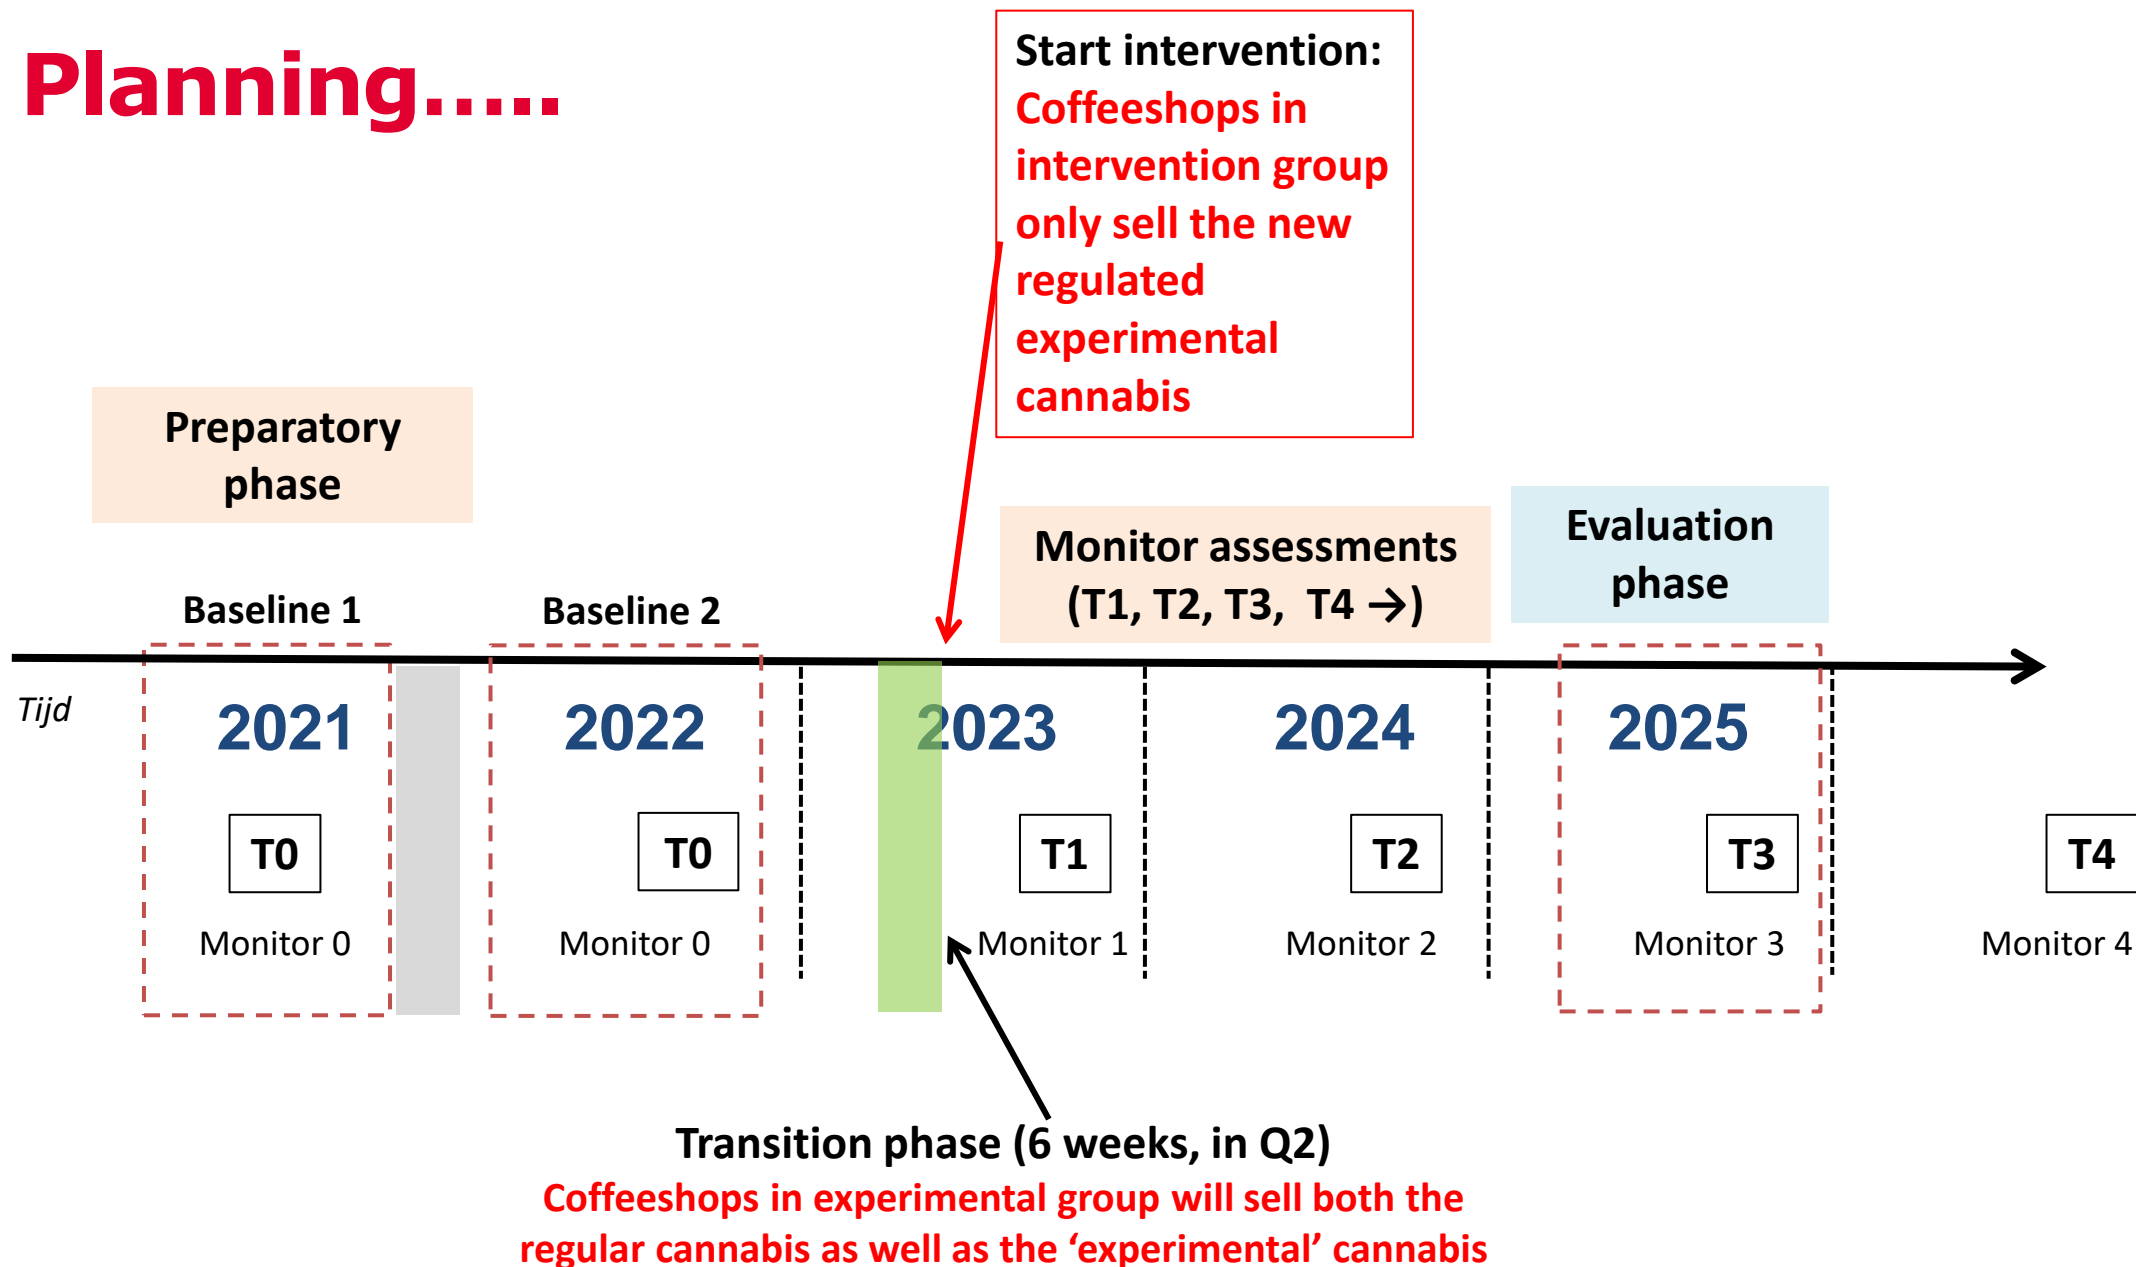 Planning.....
Start intervention:
Coffeeshops in
intervention group
only sell the new
regulated
experimental
cannabis
Preparatory
phase
Monitor assessments
(T1, T2, T3, T4 →)
Evaluation
phase
Baseline 1
Baseline 2
Tijd
2021
2022
2023
2024
2025
T0
T0
T1
T2
T3
T4
Monitor 0
Monitor 0
Monitor 1
Monitor 2
Monitor 3
Monitor 4
Transition phase (6 weeks, in Q2)
Coffeeshops in experimental group will sell both the
regular cannabis as well as the ‘experimental’ cannabis